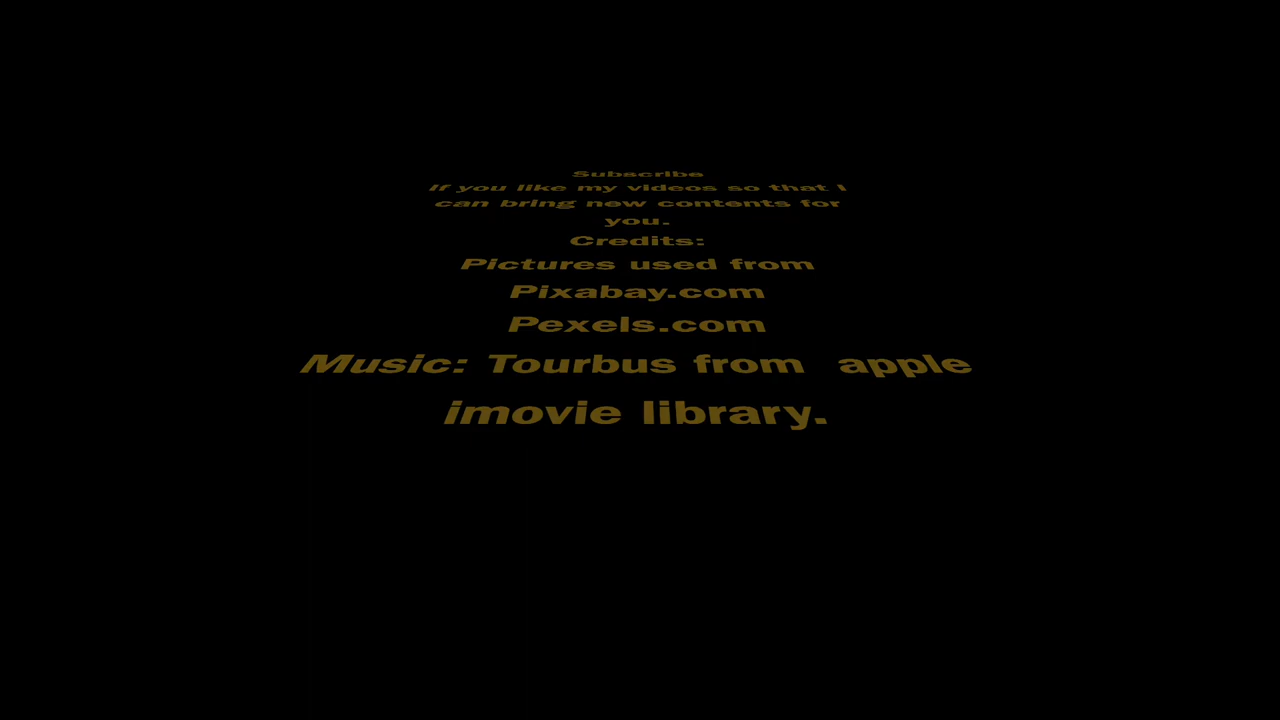 Subscribe
If you like my videos so that I
can bring new contents for
you.
Credits:
Pictures used from
Pixabay.com
Pexels.com
Music: Tourbus from  apple
imovie library.